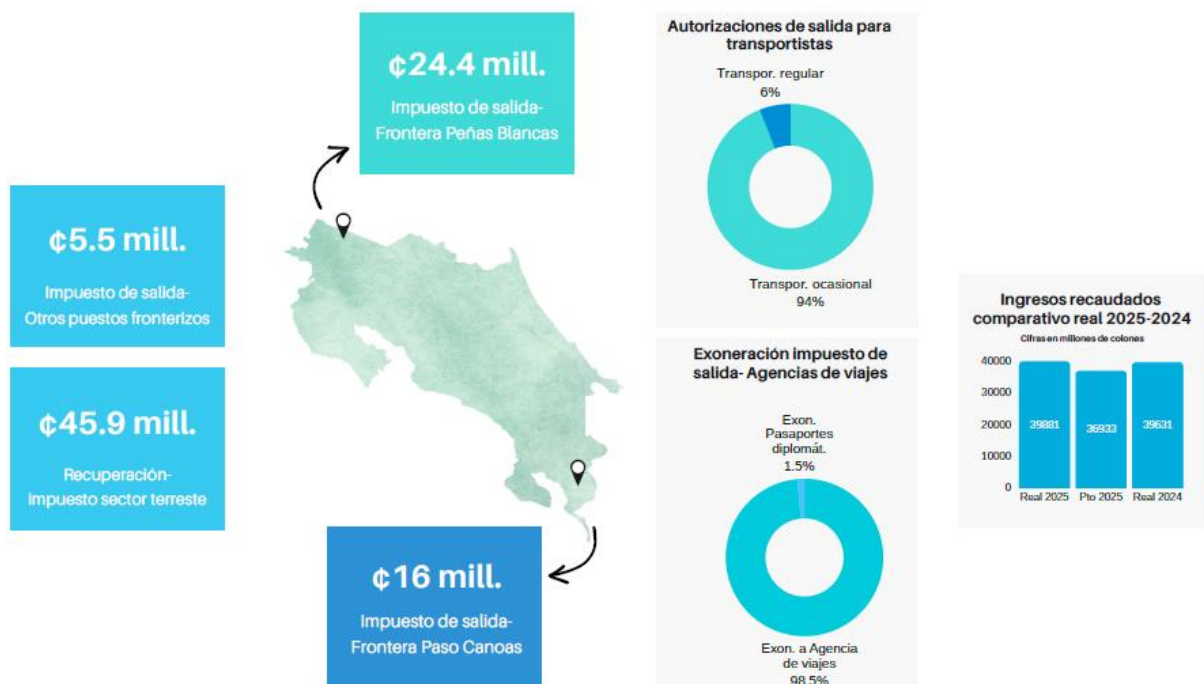 ₡24.4 mill.
Impuesto de salida-
Frontera Peñas Blancas
₡5.5 mill.
Impuesto de salida-
Otros puestos fronterizos
₡45.9 mill.
Recuperación-
impuesto sector terreste
₡16 mill.
Impuesto de salida-
Frontera Paso Canoas
Autorizaciones de salida para
transportistas
Transpor. regular
6%
Transpor. ocasional
94%
Exoneración impuesto de
salida- Agencias de viajes
Exon.
Pasaportes
diplomát.
1.5%
Exon. a Agencia
de viajes
98.5%
Ingresos recaudados
comparativo real 2025-2024
Cifras en millones de colones
40000
30000
20000
10000
0
39881
36933
39631
Real 2025
Pto 2025
Real 2024